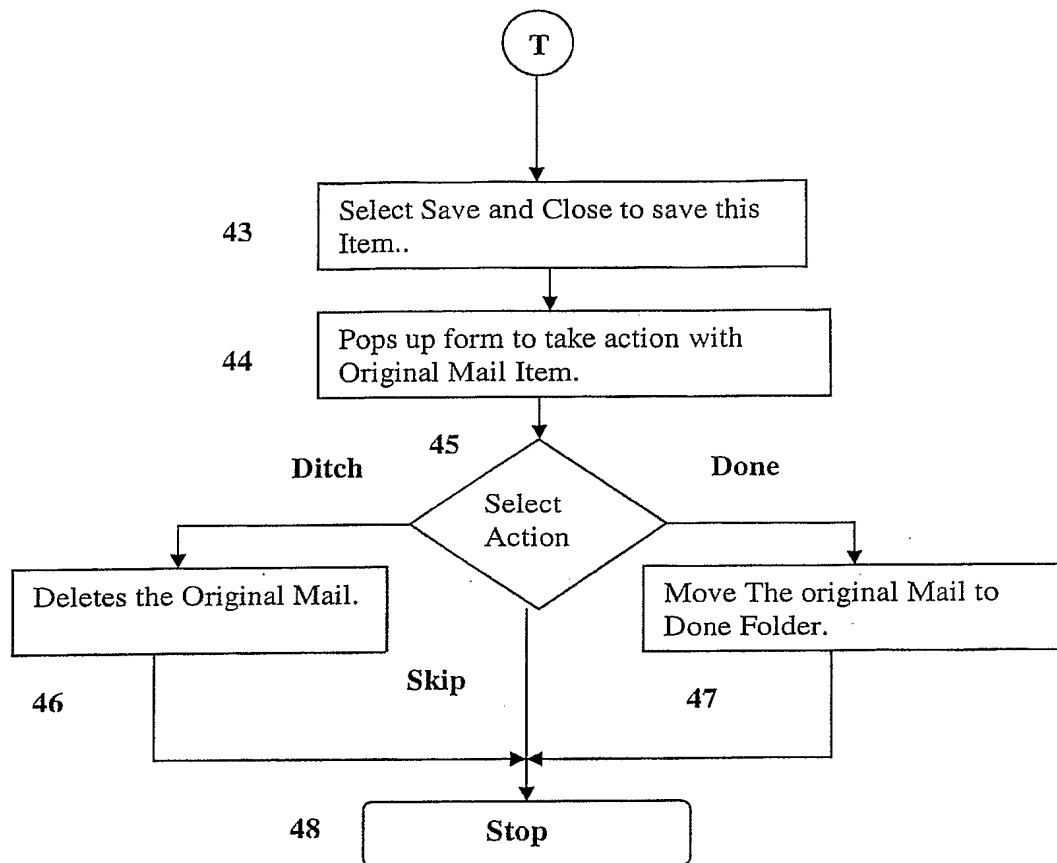 T
43
Select Save and Close to save this
Item..
44
Pops up form to take action with
Original Mail Item.
45
Ditch
Done
Select
Action
Deletes the Original Mail.
Move The original Mail to
Done Folder.
46
Skip
47
48
Stop